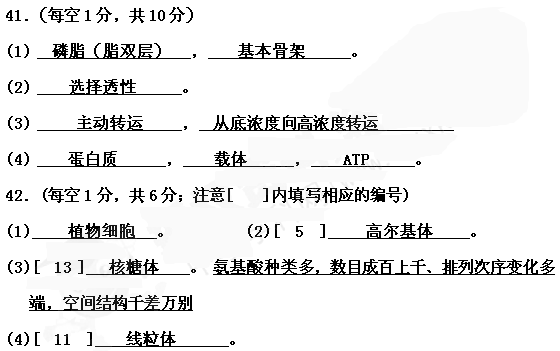 41．(每空1分，共10分)
(1) 磷脂（脂双层） ， 基本骨架 。
(2) 选择透性 。
(3) 主动转运 ， 从底浓度向高浓度转运
(4) 蛋白质 ， 载体 ， ATP 。
42．(每空1分，共6分；注意[ ]内填写相应的编号)
(1) 植物细胞 。 (2)[ 5 ] 高尔基体 。
(3)[ 13 ] 核糖体 。 氨基酸种类多，数目成百上千、排列次序变化多
端，空间结构千差万别
(4)[ 11 ] 线粒体 。